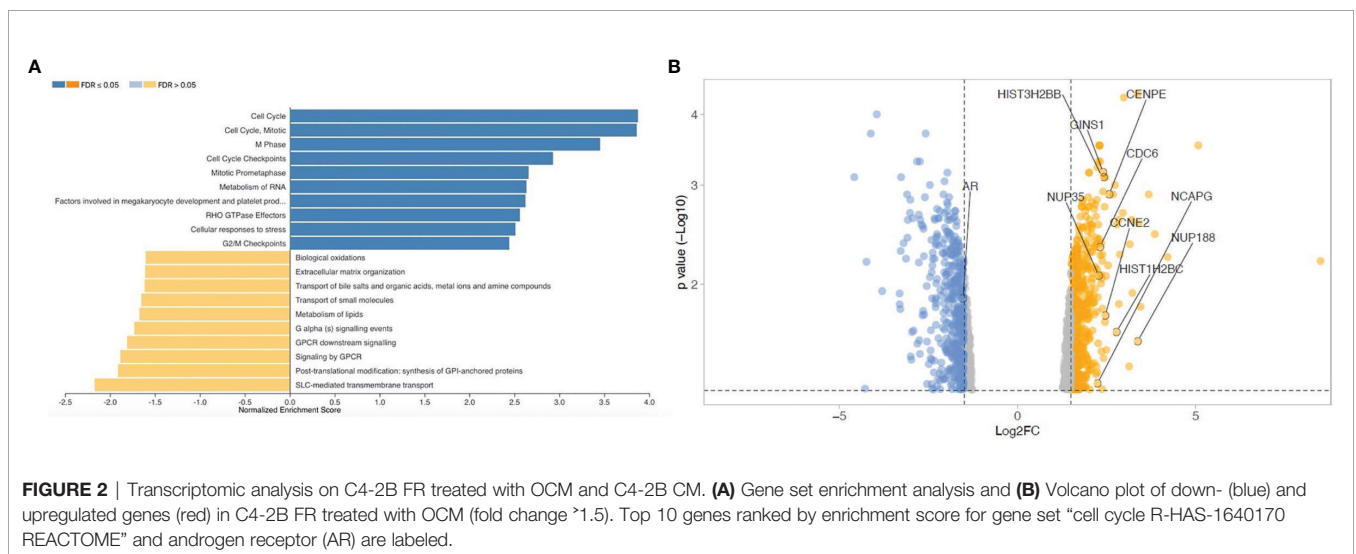 A
FDR ≤ 0.05
FDR > 0.05
Cell Cycle
Cell Cycle, Mitotic
M Phase
Cell Cycle Checkpoints
Mitotic Prometaphase
Metabolism of RNA
Factors involved in megakaryocyte development and platelet prod...
RHO GTPase Effectors
Cellular responses to stress
G2/M Checkpoints
Biological oxidations
Extracellular matrix organization
Transport of bile salts and organic acids, metal ions and amine compounds
Transport of small molecules
Metabolism of lipids
G alpha (s) signalling events
GPCR downstream signalling
Signaling by GPCR
Post-translational modification: synthesis of GPI-anchored proteins
SLC-mediated transmembrane transport
-2.5 -2.0 -1.5 -1.0 -0.5 0.0 0.5 1.0 1.5 2.0 2.5 3.0 3.5 4.0
Normalized Enrichment Score
B
p value (−Log10)
4
3
2
HIST3H2BB
CENPE
GINS1
CDC6
AR
NUP35
NCAPG
CCNE2
NUP188
HIST1H2BC
−5 0 5
Log2FC
FIGURE 2 | Transcriptomic analysis on C4-2B FR treated with OCM and C4-2B CM. (A) Gene set enrichment analysis and (B) Volcano plot of down- (blue) and
upregulated genes (red) in C4-2B FR treated with OCM (fold change >1.5). Top 10 genes ranked by enrichment score for gene set “cell cycle R-HAS-1640170
REACTOME” and androgen receptor (AR) are labeled.